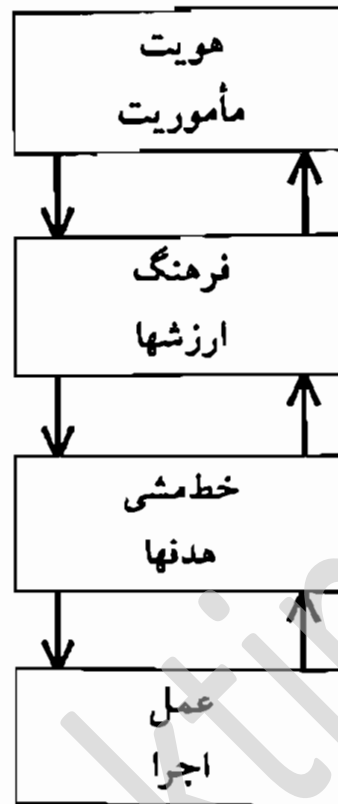 هویت
مأموریت
فرهنگ
ارزشها
خط‌مشی
هدفها
عمل
اجرا